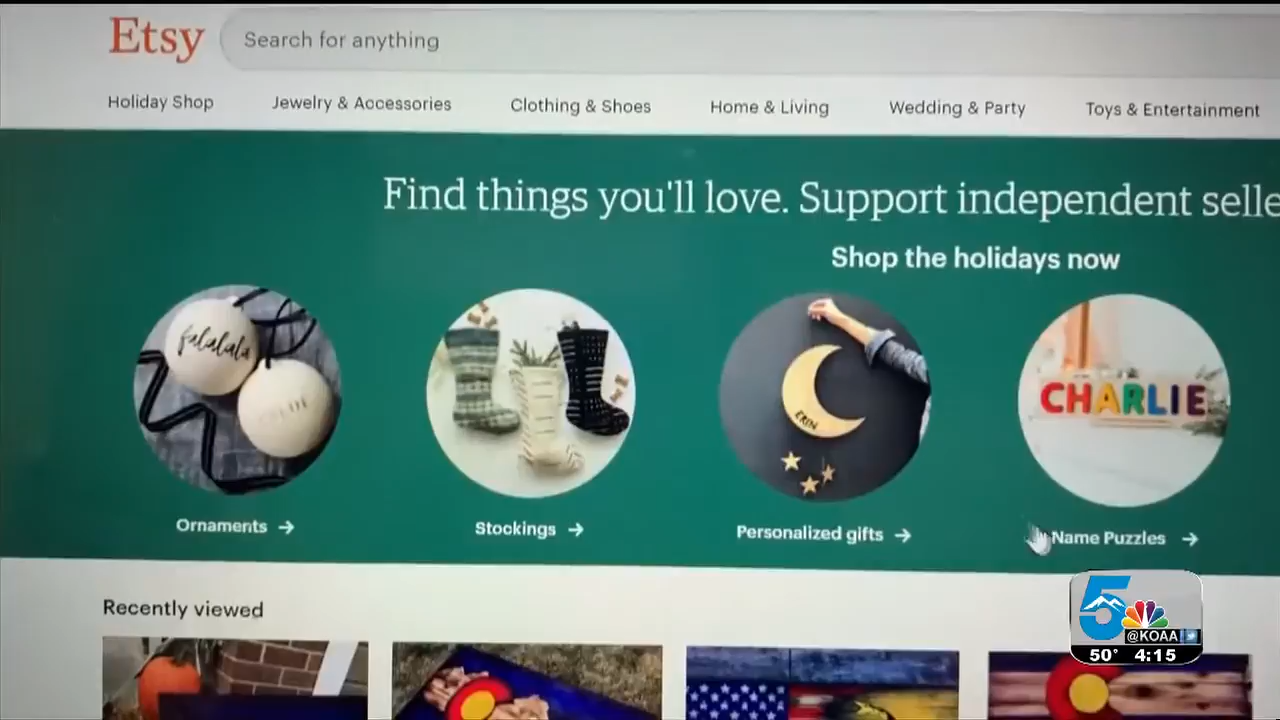 Etsy
Search for anything
Holiday Shop Jewelry & Accessories Clothing & Shoes Home & Living Wedding & Party Toys & Entertainment
Find things you'll love. Support independent selle
Shop the holidays now
falalala
ERIN
CHARLIE
Ornaments → Stockings → Personalized gifts → Name Puzzles →
Recently viewed
5
@KOAA
50° 4:15